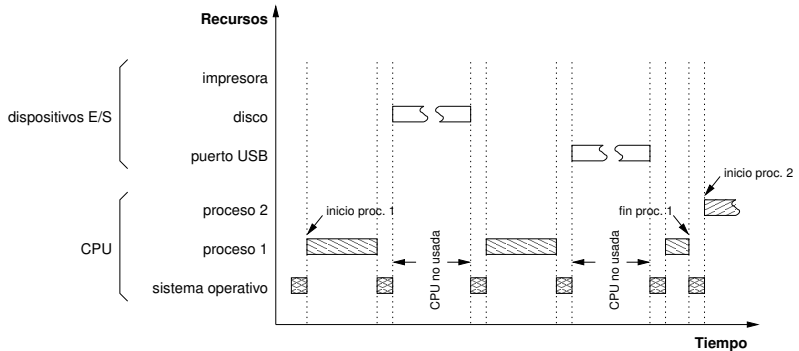 Recursos
impresora
dispositivos E/S
disco
puerto USB
inicio proc. 2
proceso 2
inicio proc. 1
fin proc. 1
CPU
proceso 1
CPU no usada
CPU no usada
sistema operativo
Tiempo